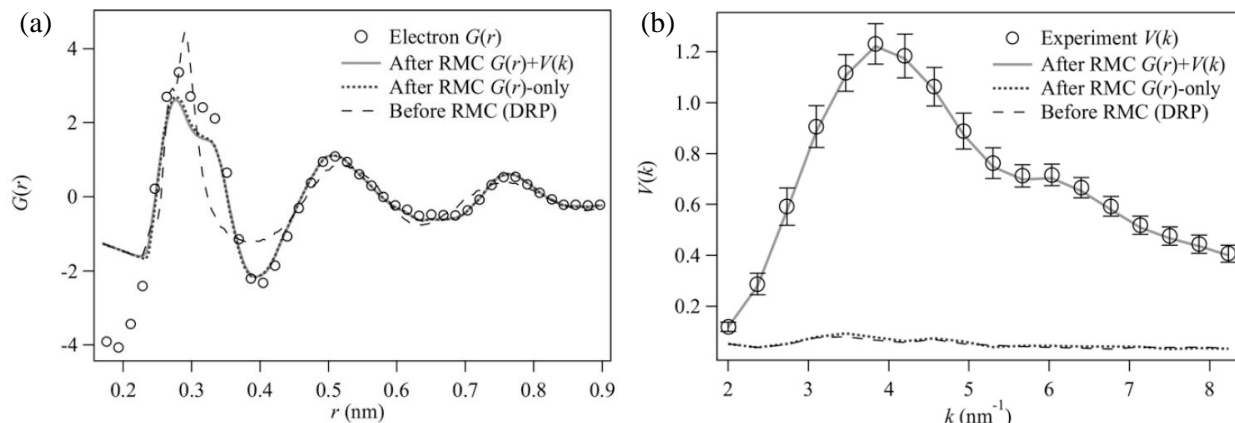 (a)
Electron G(r)
After RMC G(r)+V(k)
After RMC G(r)-only
Before RMC (DRP)
4
2
0
-2
-4
G(r)
0.2 0.3 0.4 0.5 0.6 0.7 0.8 0.9
r (nm)
(b)
Experiment V(k)
After RMC G(r)+V(k)
After RMC G(r)-only
Before RMC (DRP)
1.2
1.0
0.8
0.6
0.4
0.2
V(k)
2 3 4 5 6 7 8
k (nm⁻¹)